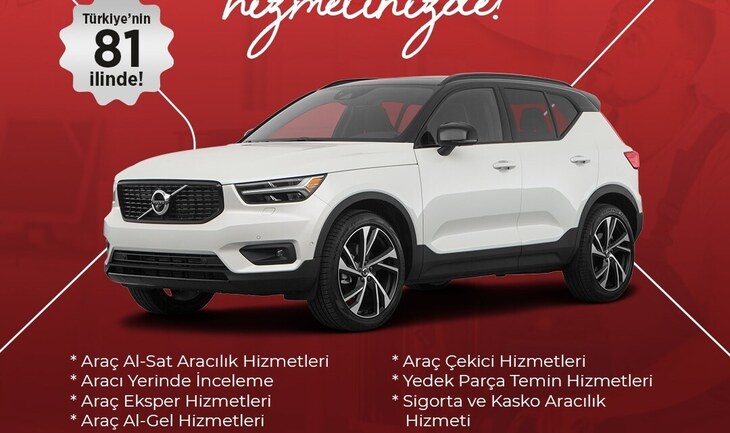 hizmetinizde!
Türkiye'nin
81
ilinde!
* Araç Al-Sat Aracılık Hizmetleri
* Aracı Yerinde İnceleme
* Araç Eksper Hizmetleri
* Araç Al-Gel Hizmetleri
* Araç Çekici Hizmetleri
* Yedek Parça Temin Hizmetleri
* Sigorta ve Kasko Aracılık
Hizmeti